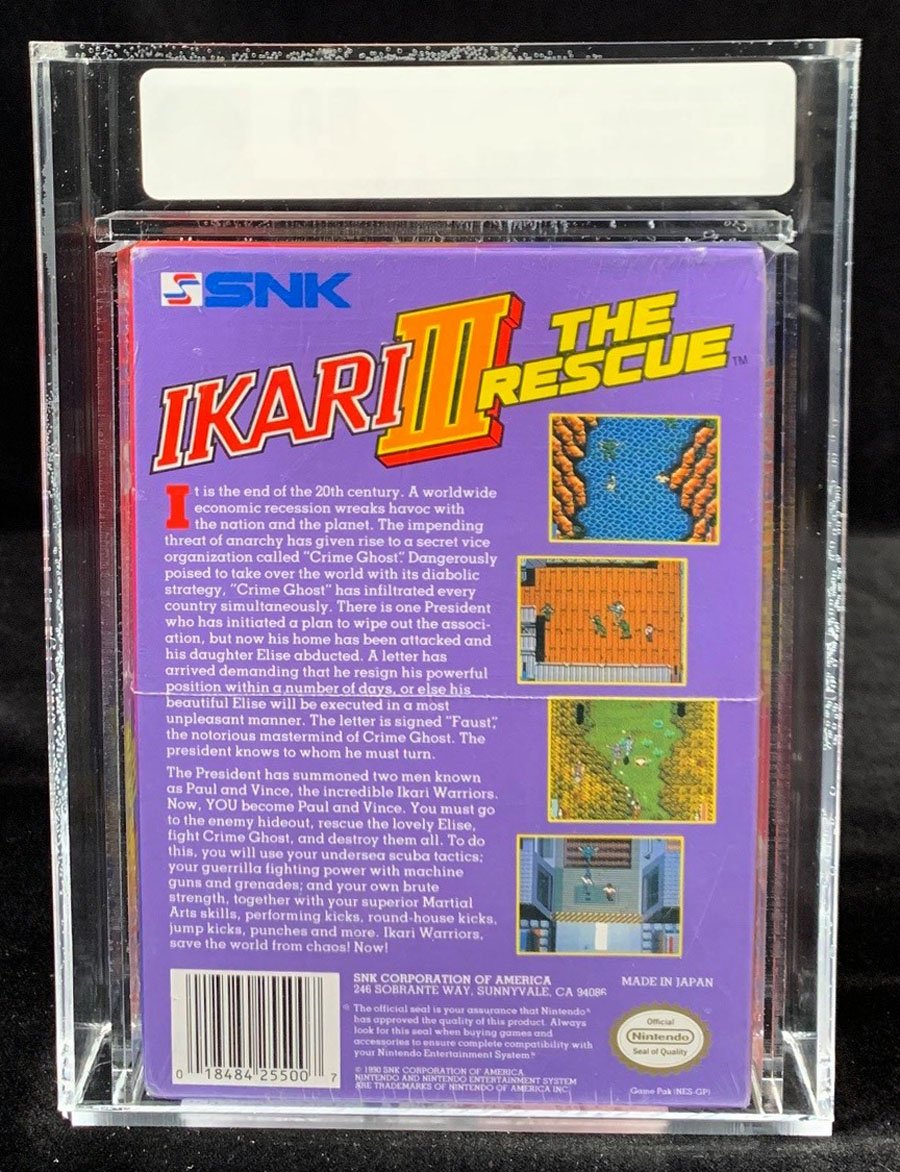 SNK
IKARI III THE RESCUE™
It is the end of the 20th century. A worldwide
economic recession wreaks havoc with
the nation and the planet. The impending
threat of anarchy has given rise to a secret vice
organization called "Crime Ghost." Dangerously
poised to take over the world with its diabolic
strategy, "Crime Ghost" has infiltrated every
country simultaneously. There is one President
who has initiated a plan to wipe out the associ-
ation, but now his home has been attacked and
his daughter Elise abducted. A letter has
arrived demanding that he resign his powerful
position within a number of days, or else his
beautiful Elise will be executed in a most
unpleasant manner. The letter is signed "Faust,"
the notorious mastermind of Crime Ghost. The
president knows to whom he must turn.
The President has summoned two men known
as Paul and Vince, the incredible Ikari Warriors.
Now, YOU become Paul and Vince. You must go
to the enemy hideout, rescue the lovely Elise,
fight Crime Ghost, and destroy them all. To do
this, you will use your undersea scuba tactics;
your guerrilla fighting power with machine
guns and grenades; and your own brute
strength, together with your superior Martial
Arts skills, performing kicks, round-house kicks,
jump kicks, punches and more. Ikari Warriors,
save the world from chaos! Now!
SNK CORPORATION OF AMERICA
246 SOBRANTE WAY, SUNNYVALE, CA 94086
MADE IN JAPAN
® The official seal is your assurance that Nintendo®
has approved the quality of this product. Always
look for this seal when buying games and
accessories to ensure complete compatibility with
your Nintendo Entertainment System.®
© 1990 SNK CORPORATION OF AMERICA
NINTENDO AND NINTENDO ENTERTAINMENT SYSTEM
ARE TRADEMARKS OF NINTENDO OF AMERICA INC.
Official
Nintendo
Seal of Quality
Game Pak (NES-GP)
0 18484 25500 7